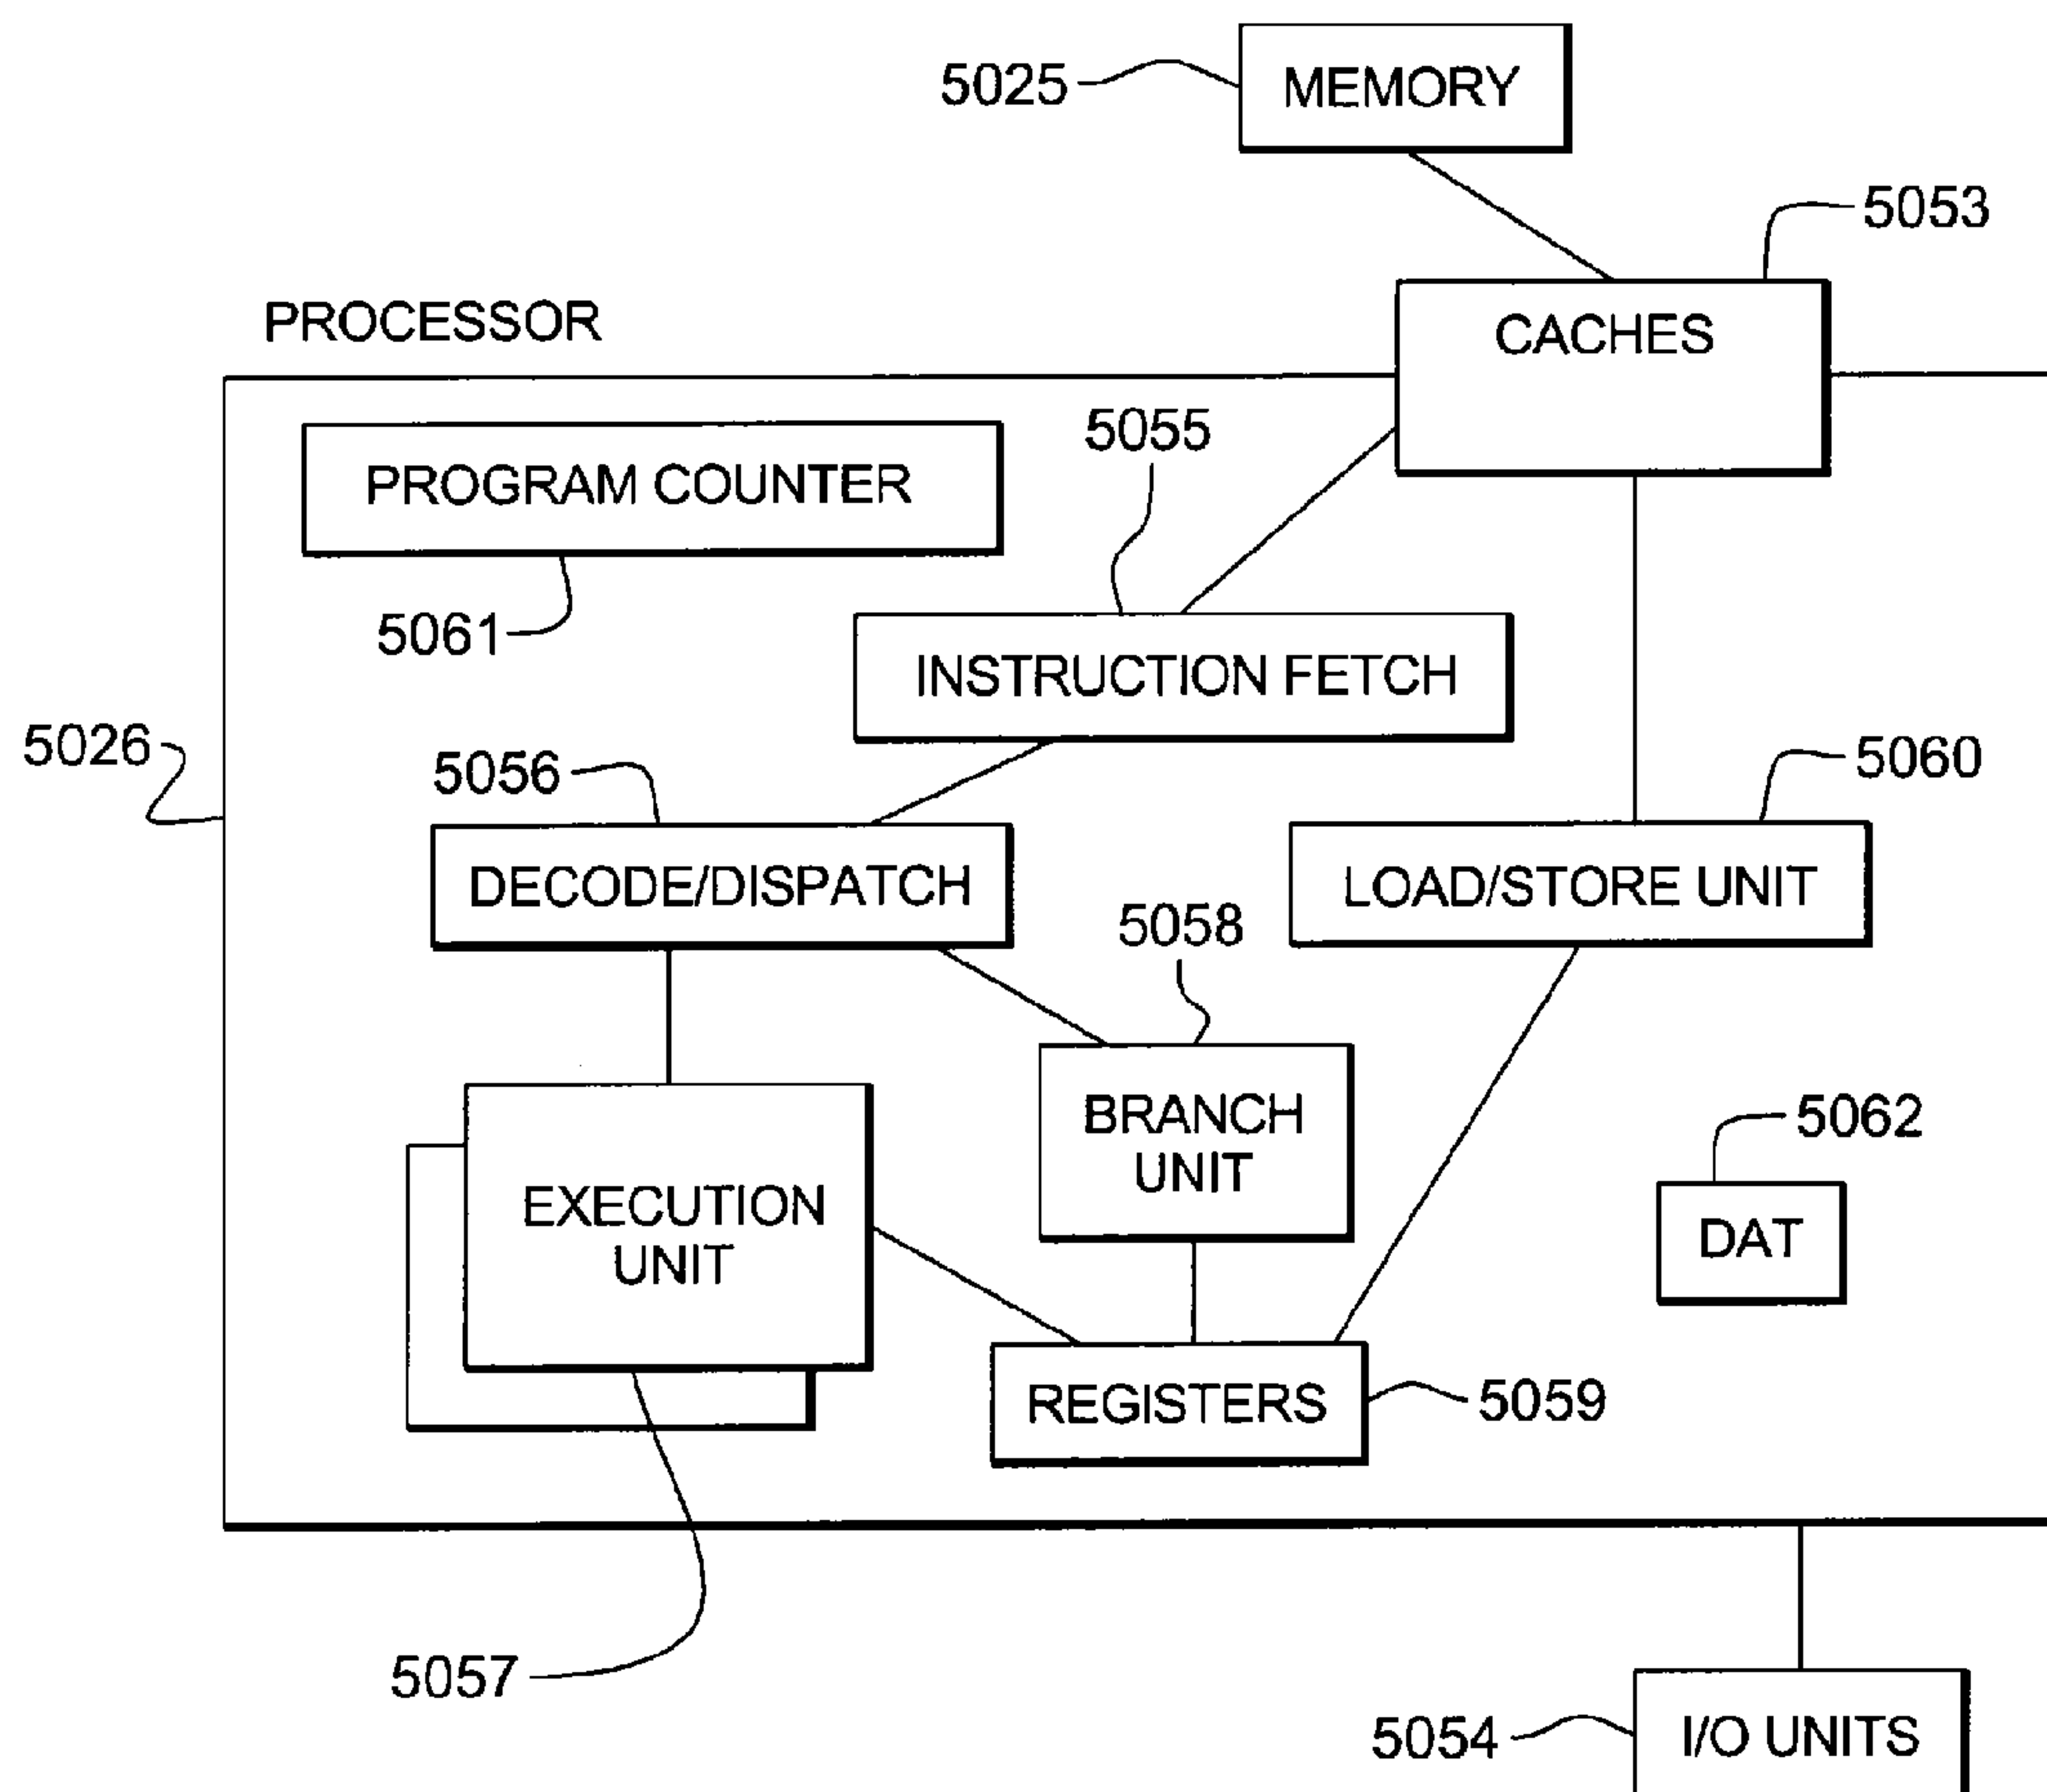 5025
MEMORY
5053
PROCESSOR
CACHES
5055
PROGRAM COUNTER
5061
INSTRUCTION FETCH
5026
5056
5060
DECODE/DISPATCH
LOAD/STORE UNIT
5058
BRANCH
UNIT
5062
EXECUTION
UNIT
DAT
REGISTERS
5059
5057
5054
I/O UNITS